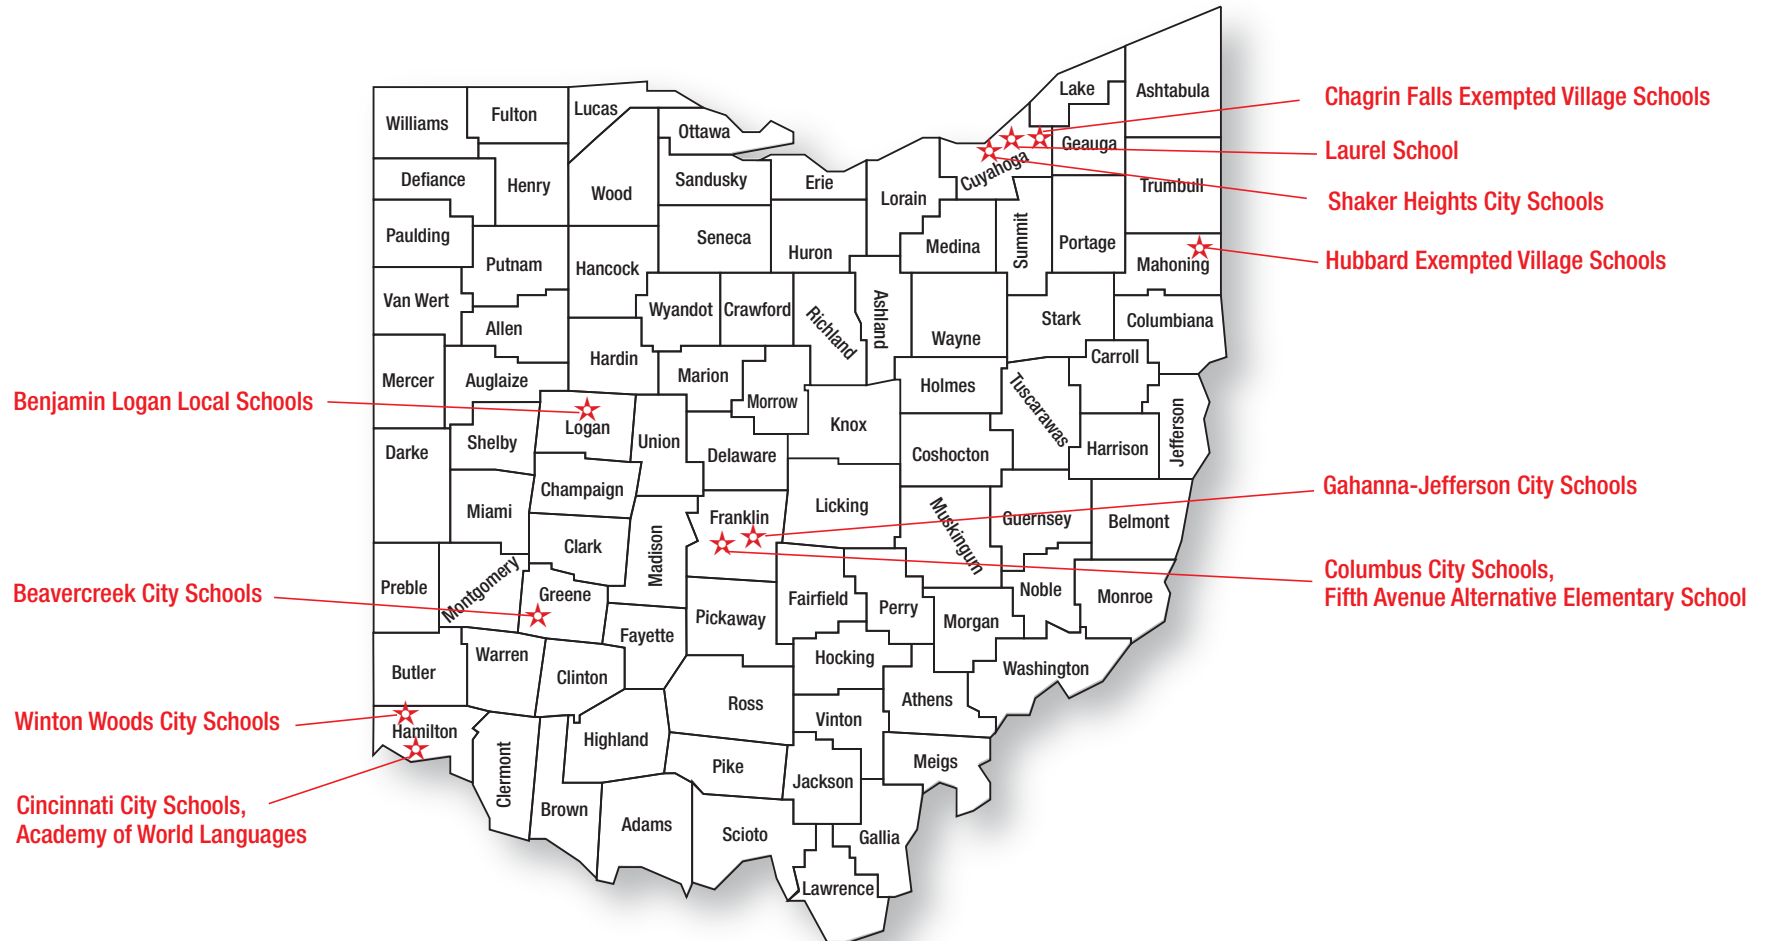 Lake
Ashtabula
Chagrin Falls Exempted Village Schools
Williams
Fulton
Lucas
Ottawa
Geauga
Laurel School
Defiance
Henry
Wood
Sandusky
Erie
Lorain
Cuyahoga
Trumbull
Shaker Heights City Schools
Paulding
Putnam
Hancock
Seneca
Huron
Medina
Summit
Portage
Mahoning
Hubbard Exempted Village Schools
Van Wert
Allen
Wyandot
Crawford
Richland
Ashland
Wayne
Stark
Columbiana
Mercer
Auglaize
Hardin
Marion
Morrow
Holmes
Tuscarawas
Carroll
Jefferson
Benjamin Logan Local Schools
Logan
Union
Knox
Coshocton
Harrison
Darke
Shelby
Delaware
Champaign
Miami
Franklin
Licking
Muskingum
Guernsey
Belmont
Gahanna-Jefferson City Schools
Clark
Madison
Columbus City Schools,
Fifth Avenue Alternative Elementary School
Beavercreek City Schools
Preble
Montgomery
Greene
Fayette
Pickaway
Fairfield
Perry
Morgan
Noble
Monroe
Butler
Warren
Clinton
Ross
Hocking
Athens
Washington
Winton Woods City Schools
Hamilton
Clermont
Highland
Vinton
Pike
Jackson
Meigs
Cincinnati City Schools,
Academy of World Languages
Brown
Adams
Scioto
Gallia
Lawrence